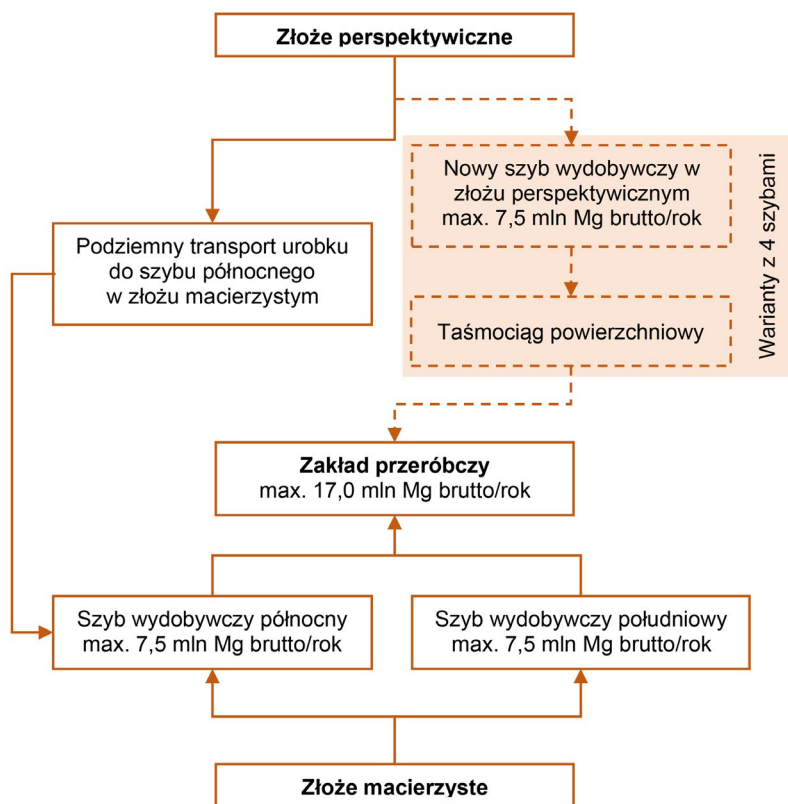 Złoże perspektywiczne
Nowy szyb wydobywczy w
złożu perspektywicznym
max. 7,5 mln Mg brutto/rok
Warianty z 4 szybami
Podziemny transport urobku
do szybu północnego
w złożu macierzystym
Taśmociąg powierzchniowy
Zakład przeróbczy
max. 17,0 mln Mg brutto/rok
Szyb wydobywczy północny
max. 7,5 mln Mg brutto/rok
Szyb wydobywczy południowy
max. 7,5 mln Mg brutto/rok
Złoże macierzyste